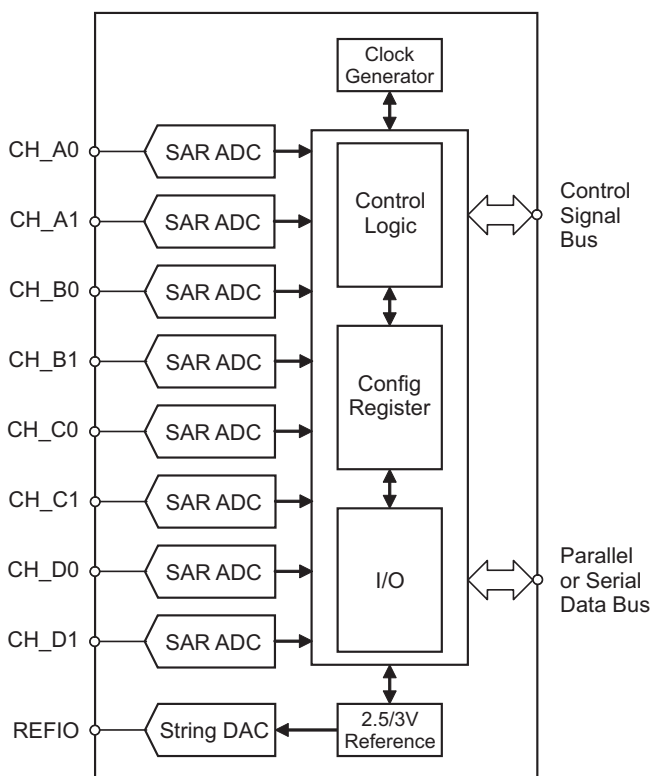 Clock
Generator
CH_A0
SAR ADC
CH_A1
SAR ADC
CH_B0
SAR ADC
CH_B1
SAR ADC
CH_C0
SAR ADC
CH_C1
SAR ADC
CH_D0
SAR ADC
CH_D1
SAR ADC
REFIO
String DAC
Control
Logic
Config
Register
I/O
2.5/3V
Reference
Control
Signal
Bus
Parallel
or Serial
Data Bus